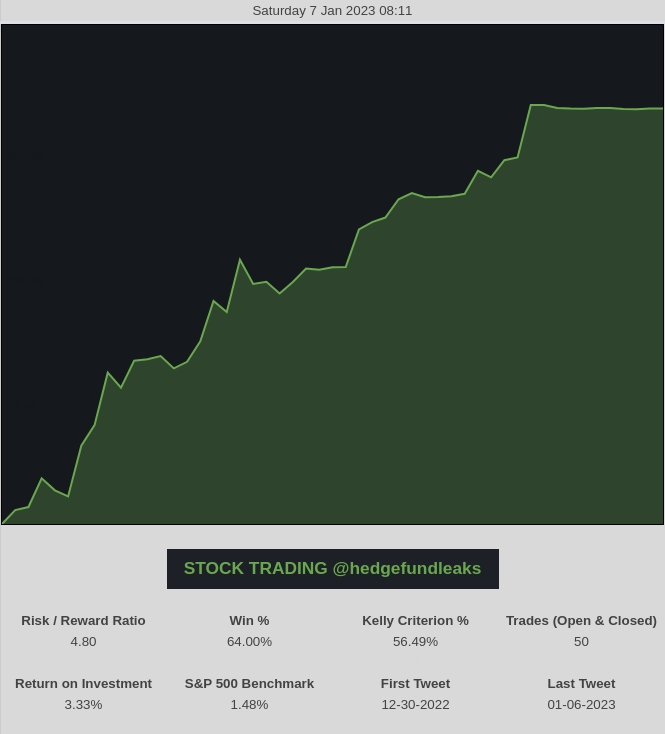 Saturday 7 Jan 2023 08:11
STOCK TRADING @hedgefundleaks
Risk / Reward Ratio Win % Kelly Criterion % Trades (Open & Closed)
4.80 64.00% 56.49% 50
Return on Investment S&P 500 Benchmark First Tweet Last Tweet
3.33% 1.48% 12-30-2022 01-06-2023